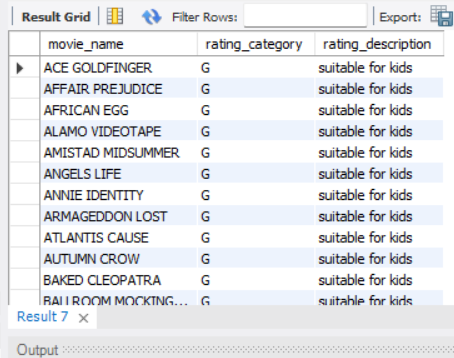 Result Grid Filter Rows: Export:
movie_name rating_category rating_description
ACE GOLDFINGER G suitable for kids
AFFAIR PREJUDICE G suitable for kids
AFRICAN EGG G suitable for kids
ALAMO VIDEOTAPE G suitable for kids
AMISTAD MIDSUMMER G suitable for kids
ANGELS LIFE G suitable for kids
ANNIE IDENTITY G suitable for kids
ARMAGEDDON LOST G suitable for kids
ATLANTIS CAUSE G suitable for kids
AUTUMN CROW G suitable for kids
BAKED CLEOPATRA G suitable for kids
BALLROOM MOCKING... G suitable for kids
Result 7
Output